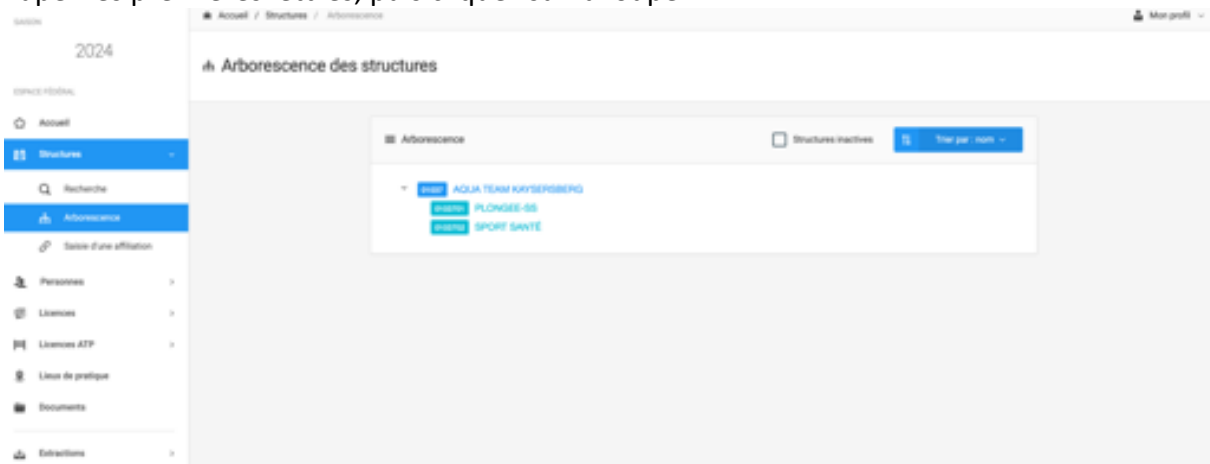 SAISON
Accueil / Structures / Arborescence
Mon profil
2024
Arborescence des structures
ESPACE FÉDÉRAL
Accueil
Arborescence
Structures inactives
Trier par : nom
Structures
AQUA TEAM KAYSERSBERG
Recherche
PLONGEE-SS
Arborescence
SPORT SANTÉ
Saisie d'une affiliation
Personnes
Licences
Licences ATP
Lieux de pratique
Documents
Extractions